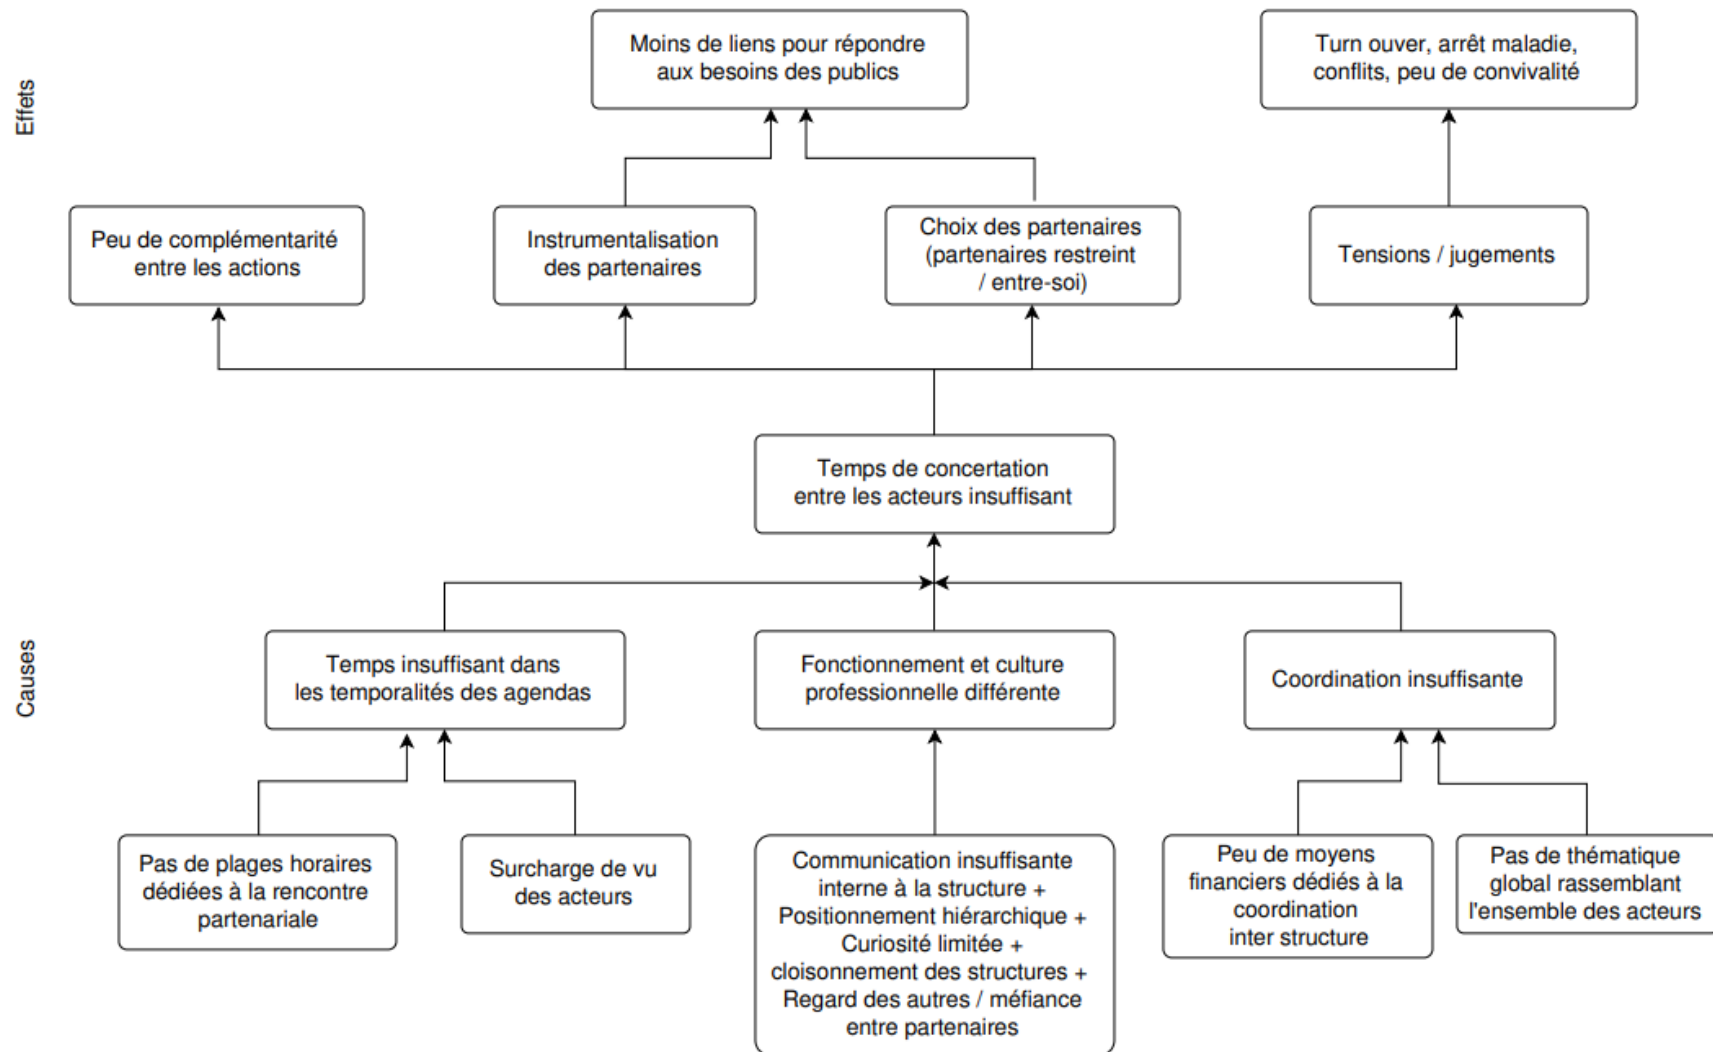 Effets
Moins de liens pour répondre
aux besoins des publics
Turn ouver, arrêt maladie,
conflits, peu de convivalité
Peu de complémentarité
entre les actions
Instrumentalisation
des partenaires
Choix des partenaires
(partenaires restreint
/ entre-soi)
Tensions / jugements
Temps de concertation
entre les acteurs insuffisant
Causes
Temps insuffisant dans
les temporalités des agendas
Fonctionnement et culture
professionnelle différente
Coordination insuffisante
Pas de plages horaires
dédiées à la rencontre
partenariale
Surcharge de vu
des acteurs
Communication insuffisante
interne à la structure +
Positionnement hiérarchique +
Curiosité limitée +
cloisonnement des structures +
Regard des autres / méfiance
entre partenaires
Peu de moyens
financiers dédiés à la
coordination
inter structure
Pas de thématique
global rassemblant
l'ensemble des acteurs